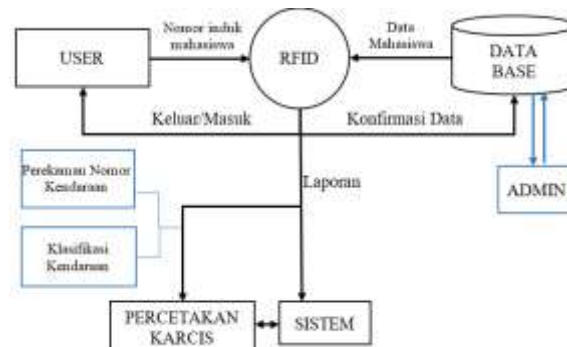 Nomor induk
mahasiswa
Data
Mahasiswa
USER
RFID
DATA
BASE
Keluar/Masuk
Konfirmasi Data
Perekaman Nomor
Kendaraan
Laporan
ADMIN
Klasifikasi
Kendaraan
PERCETAKAN
KARCIS
SISTEM